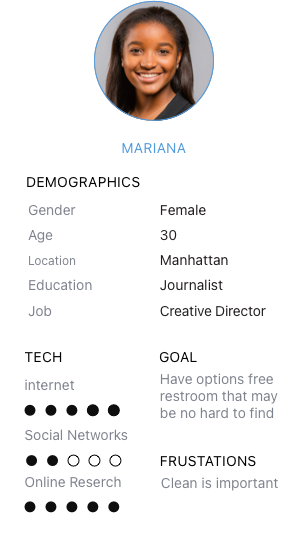 MARIANA
DEMOGRAPHICS
Gender Female
Age 30
Location Manhattan
Education Journalist
Job Creative Director
TECH
internet
Social Networks
Online Reserch
GOAL
Have options free
restroom that may
be no hard to find
FRUSTATIONS
Clean is important